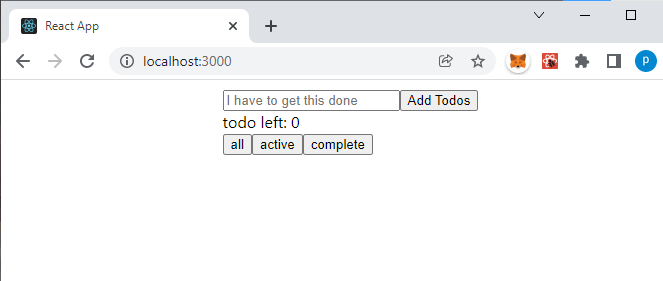 React App
localhost:3000
p
I have to get this done Add Todos
todo left: 0
all active complete